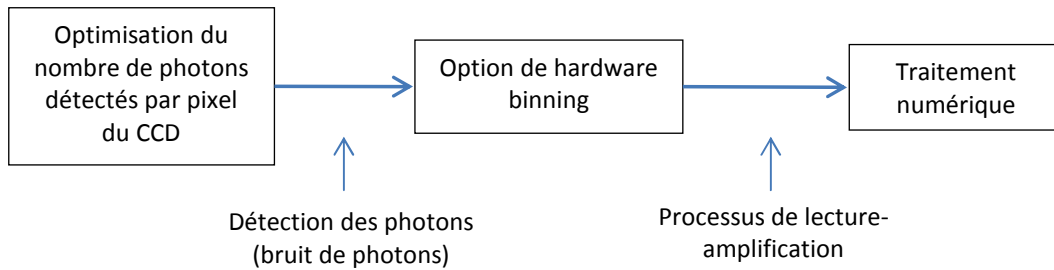 Optimisation du
nombre de photons
détectés par pixel
du CCD
Option de hardware
binning
Traitement
numérique
Détection des photons
(bruit de photons)
Processus de lecture-
amplification